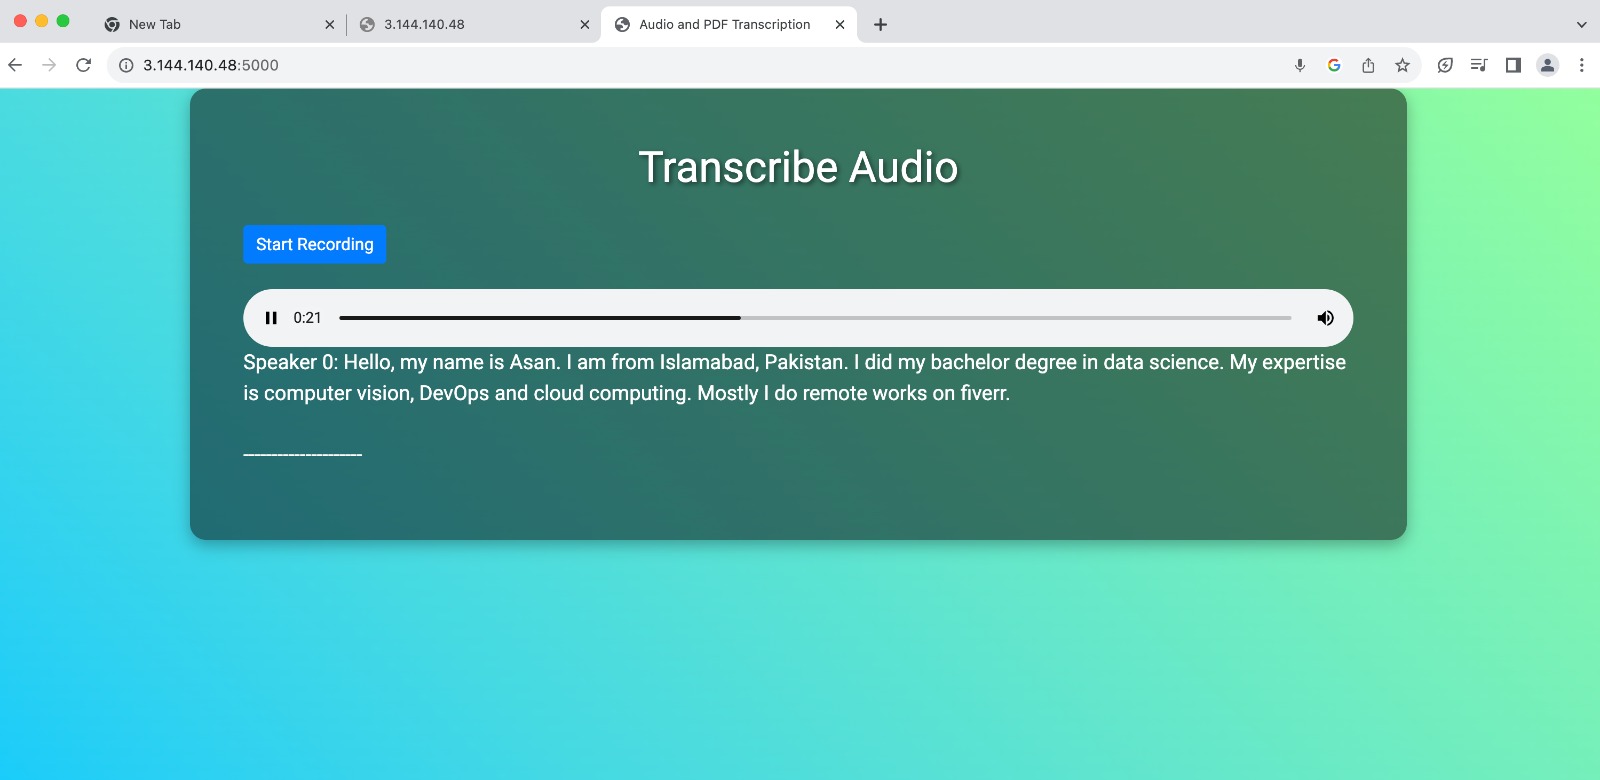 New Tab
3.144.140.48
Audio and PDF Transcription
3.144.140.48:5000
Transcribe Audio
Start Recording
0:21
Speaker 0: Hello, my name is Asan. I am from Islamabad, Pakistan. I did my bachelor degree in data science. My expertise
is computer vision, DevOps and cloud computing. Mostly I do remote works on fiverr.
---------------------